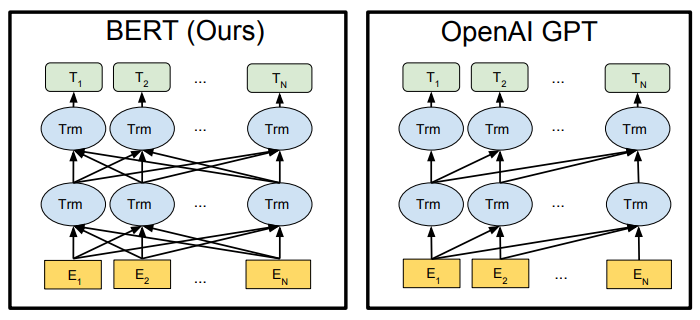 BERT (Ours)
T1 T2 ... TN
Trm Trm ... Trm
Trm Trm ... Trm
E1 E2 ... EN
OpenAI GPT
T1 T2 ... TN
Trm Trm ... Trm
Trm Trm ... Trm
E1 E2 ... EN